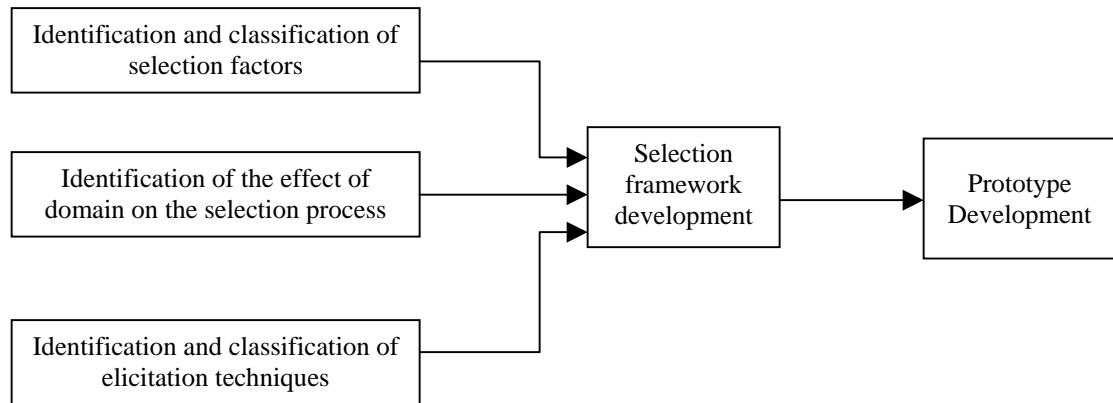 Identification and classification of
selection factors
Identification of the effect of
domain on the selection process
Identification and classification of
elicitation techniques
Selection
framework
development
Prototype
Development